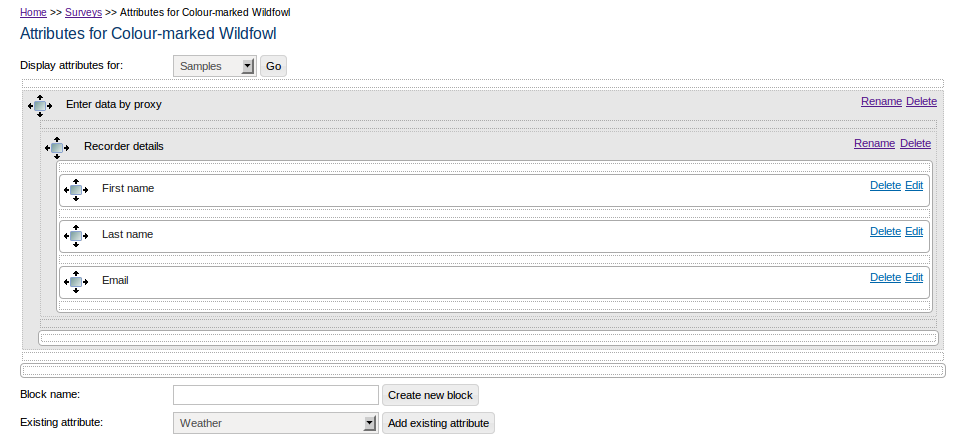 Home >> Surveys >> Attributes for Colour-marked Wildfowl
Attributes for Colour-marked Wildfowl
Display attributes for: Samples Go
Enter data by proxy Rename Delete
Recorder details Rename Delete
First name Delete Edit
Last name Delete Edit
Email Delete Edit
Block name: Create new block
Existing attribute: Weather Add existing attribute